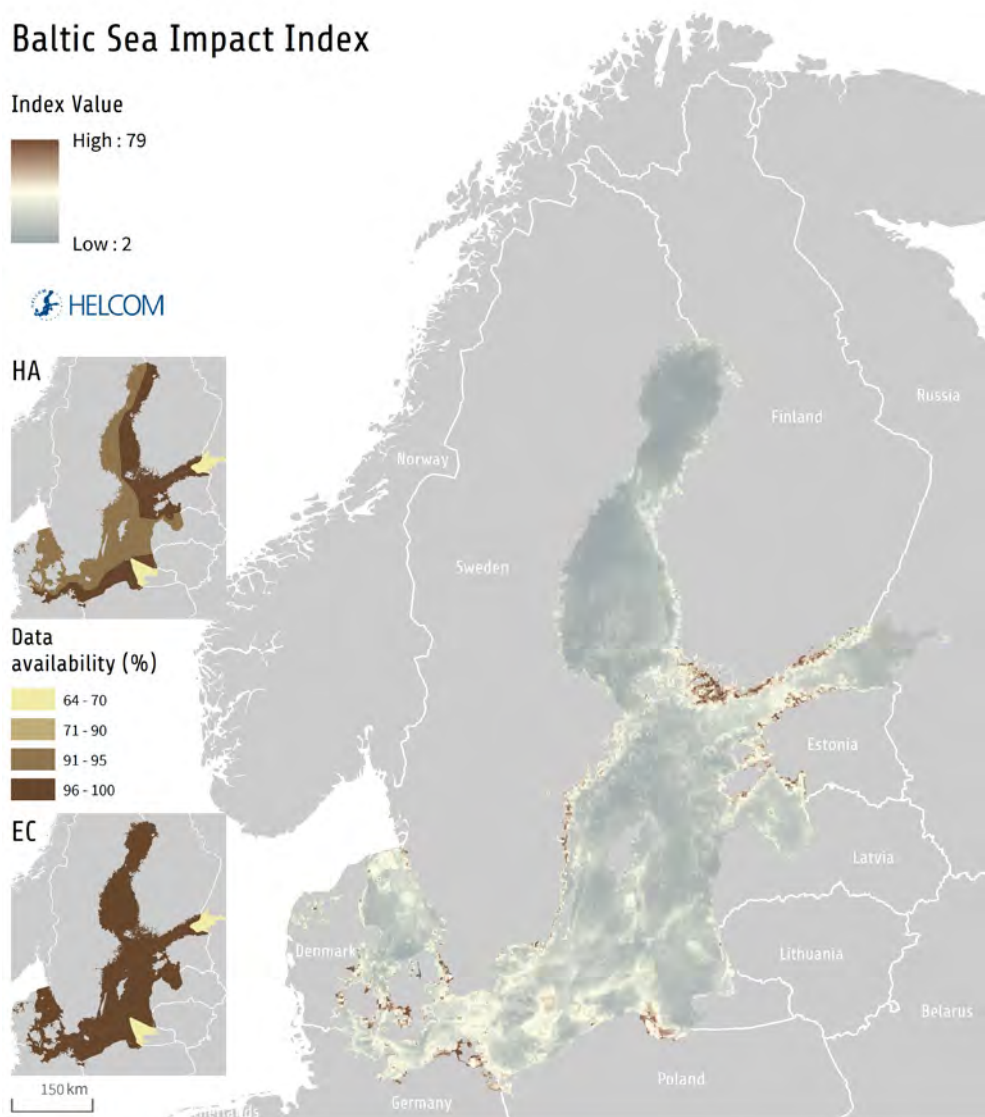 Baltic Sea Impact Index
Index Value
High : 79
Low : 2
HELCOM
HA
Data
availability (%)
64 - 70
71 - 90
91 - 95
96 - 100
EC
150 km
Norway
Sweden
Finland
Russia
Estonia
Latvia
Lithuania
Belarus
Denmark
Germany
Poland